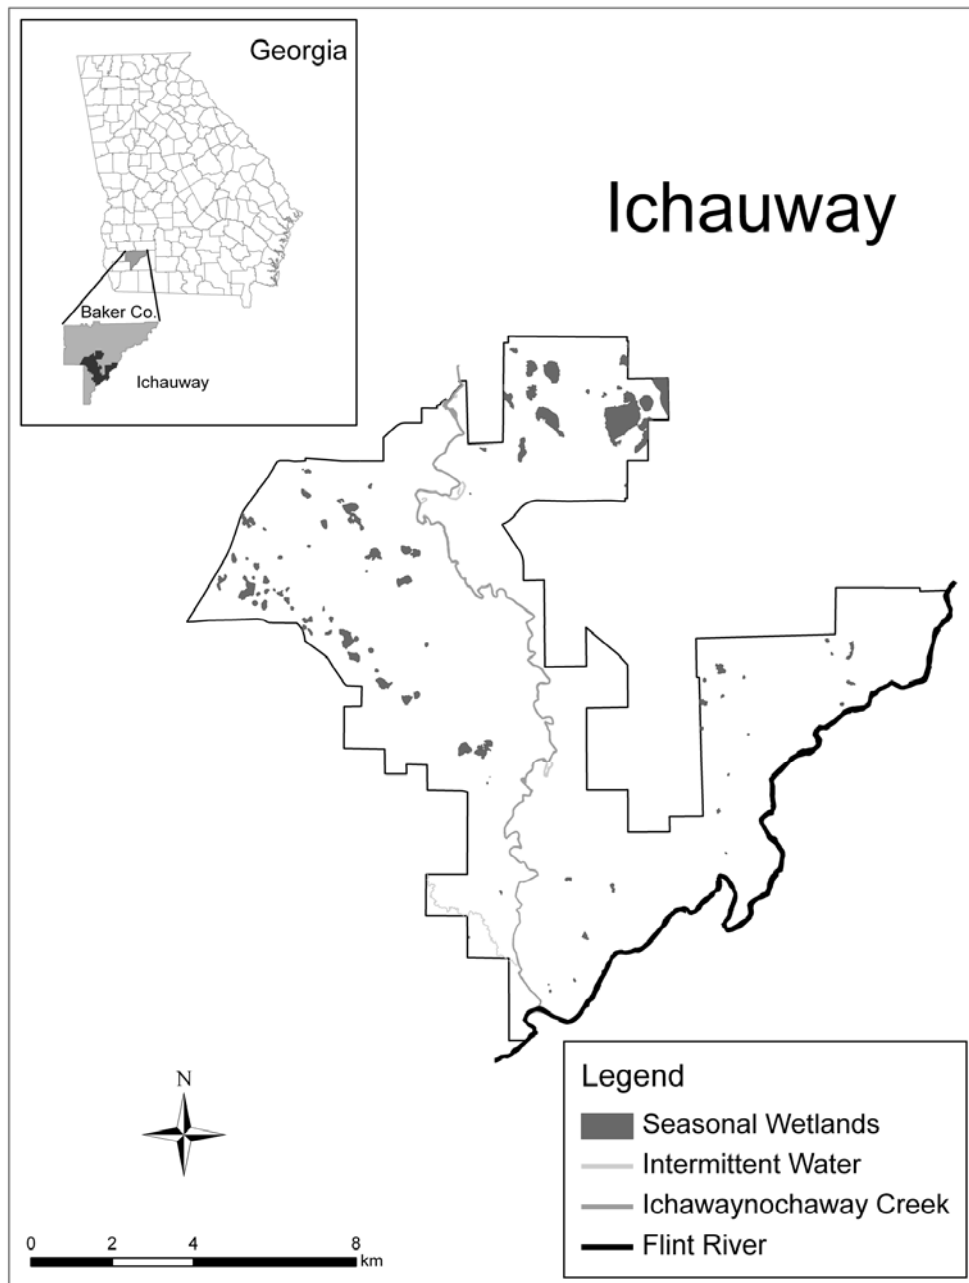 Georgia
Ichauway
Baker Co.
Ichauway
N
0 2 4 8
km
Legend
Seasonal Wetlands
Intermittent Water
Ichawaynochaway Creek
Flint River